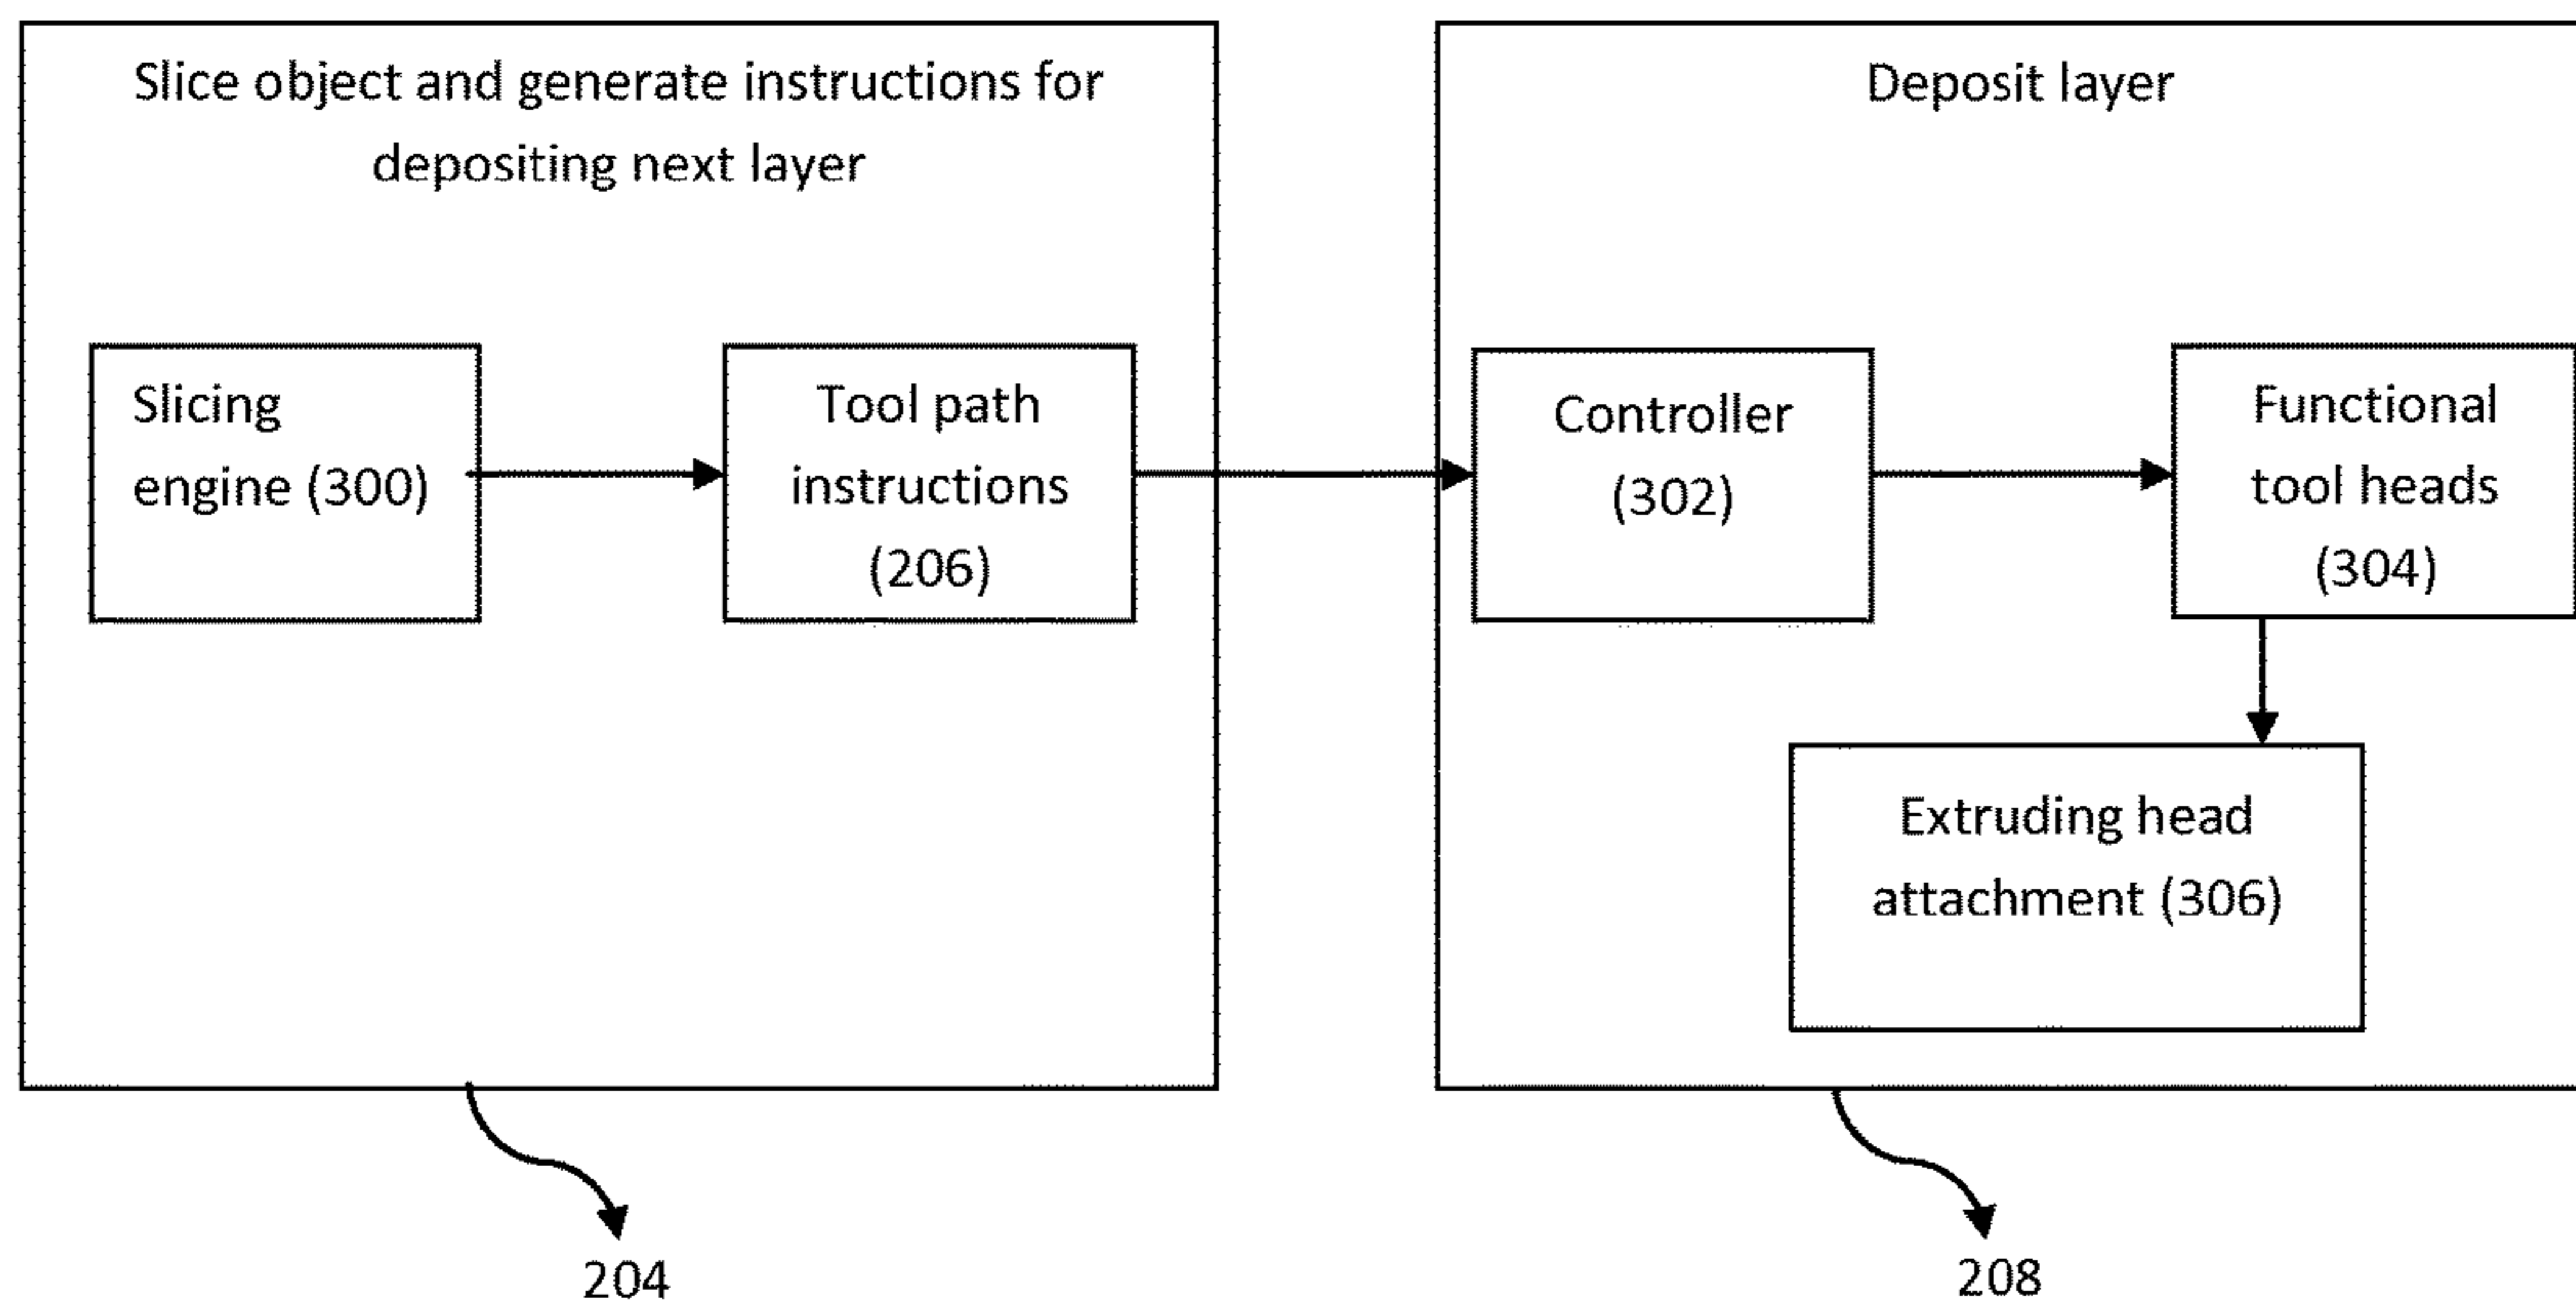 Slice object and generate instructions for
depositing next layer
Slicing
engine (300)
Tool path
instructions
(206)
204
Deposit layer
Controller
(302)
Functional
tool heads
(304)
Extruding head
attachment (306)
208